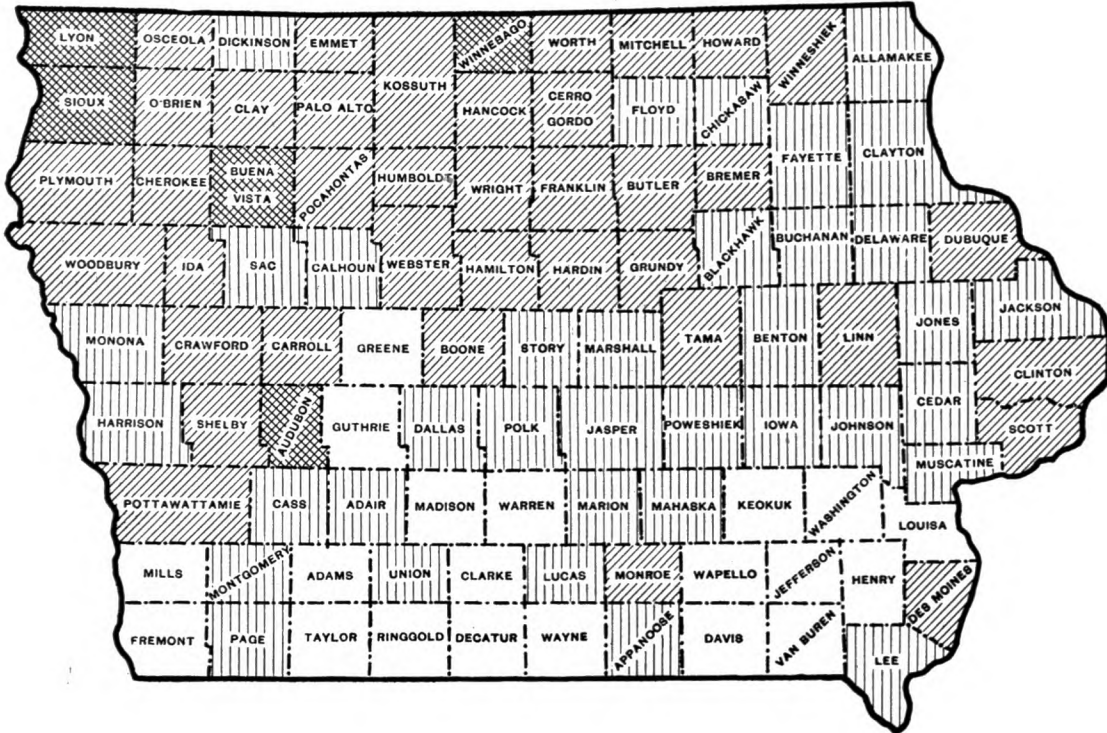 LYON
OSCEOLA
DICKINSON
EMMET
KOSSUTH
WINNEBAGO
WORTH
MITCHELL
HOWARD
WINNESHIEK
ALLAMAKEE
SIOUX
O'BRIEN
CLAY
PALO ALTO
HANCOCK
CERRO
GORDO
FLOYD
CHICKASAW
FAYETTE
CLAYTON
PLYMOUTH
CHEROKEE
BUENA
VISTA
POCAHONTAS
HUMBOLDT
WRIGHT
FRANKLIN
BUTLER
BREMER
WOODBURY
IDA
SAC
CALHOUN
WEBSTER
HAMILTON
HARDIN
GRUNDY
BLACKHAWK
BUCHANAN
DELAWARE
DUBUQUE
MONONA
CRAWFORD
CARROLL
GREENE
BOONE
STORY
MARSHALL
TAMA
BENTON
LINN
JONES
JACKSON
CLINTON
HARRISON
SHELBY
AUDUBON
GUTHRIE
DALLAS
POLK
JASPER
POWESHIEK
IOWA
JOHNSON
CEDAR
SCOTT
MUSCATINE
POTTAWATTAMIE
CASS
ADAIR
MADISON
WARREN
MARION
MAHASKA
KEOKUK
WASHINGTON
LOUISA
MILLS
MONTGOMERY
ADAMS
UNION
CLARKE
LUCAS
MONROE
WAPELLO
JEFFERSON
HENRY
DES MOINES
FREMONT
PAGE
TAYLOR
RINGGOLD
DECATUR
WAYNE
APPANOOSE
DAVIS
VAN BUREN
LEE